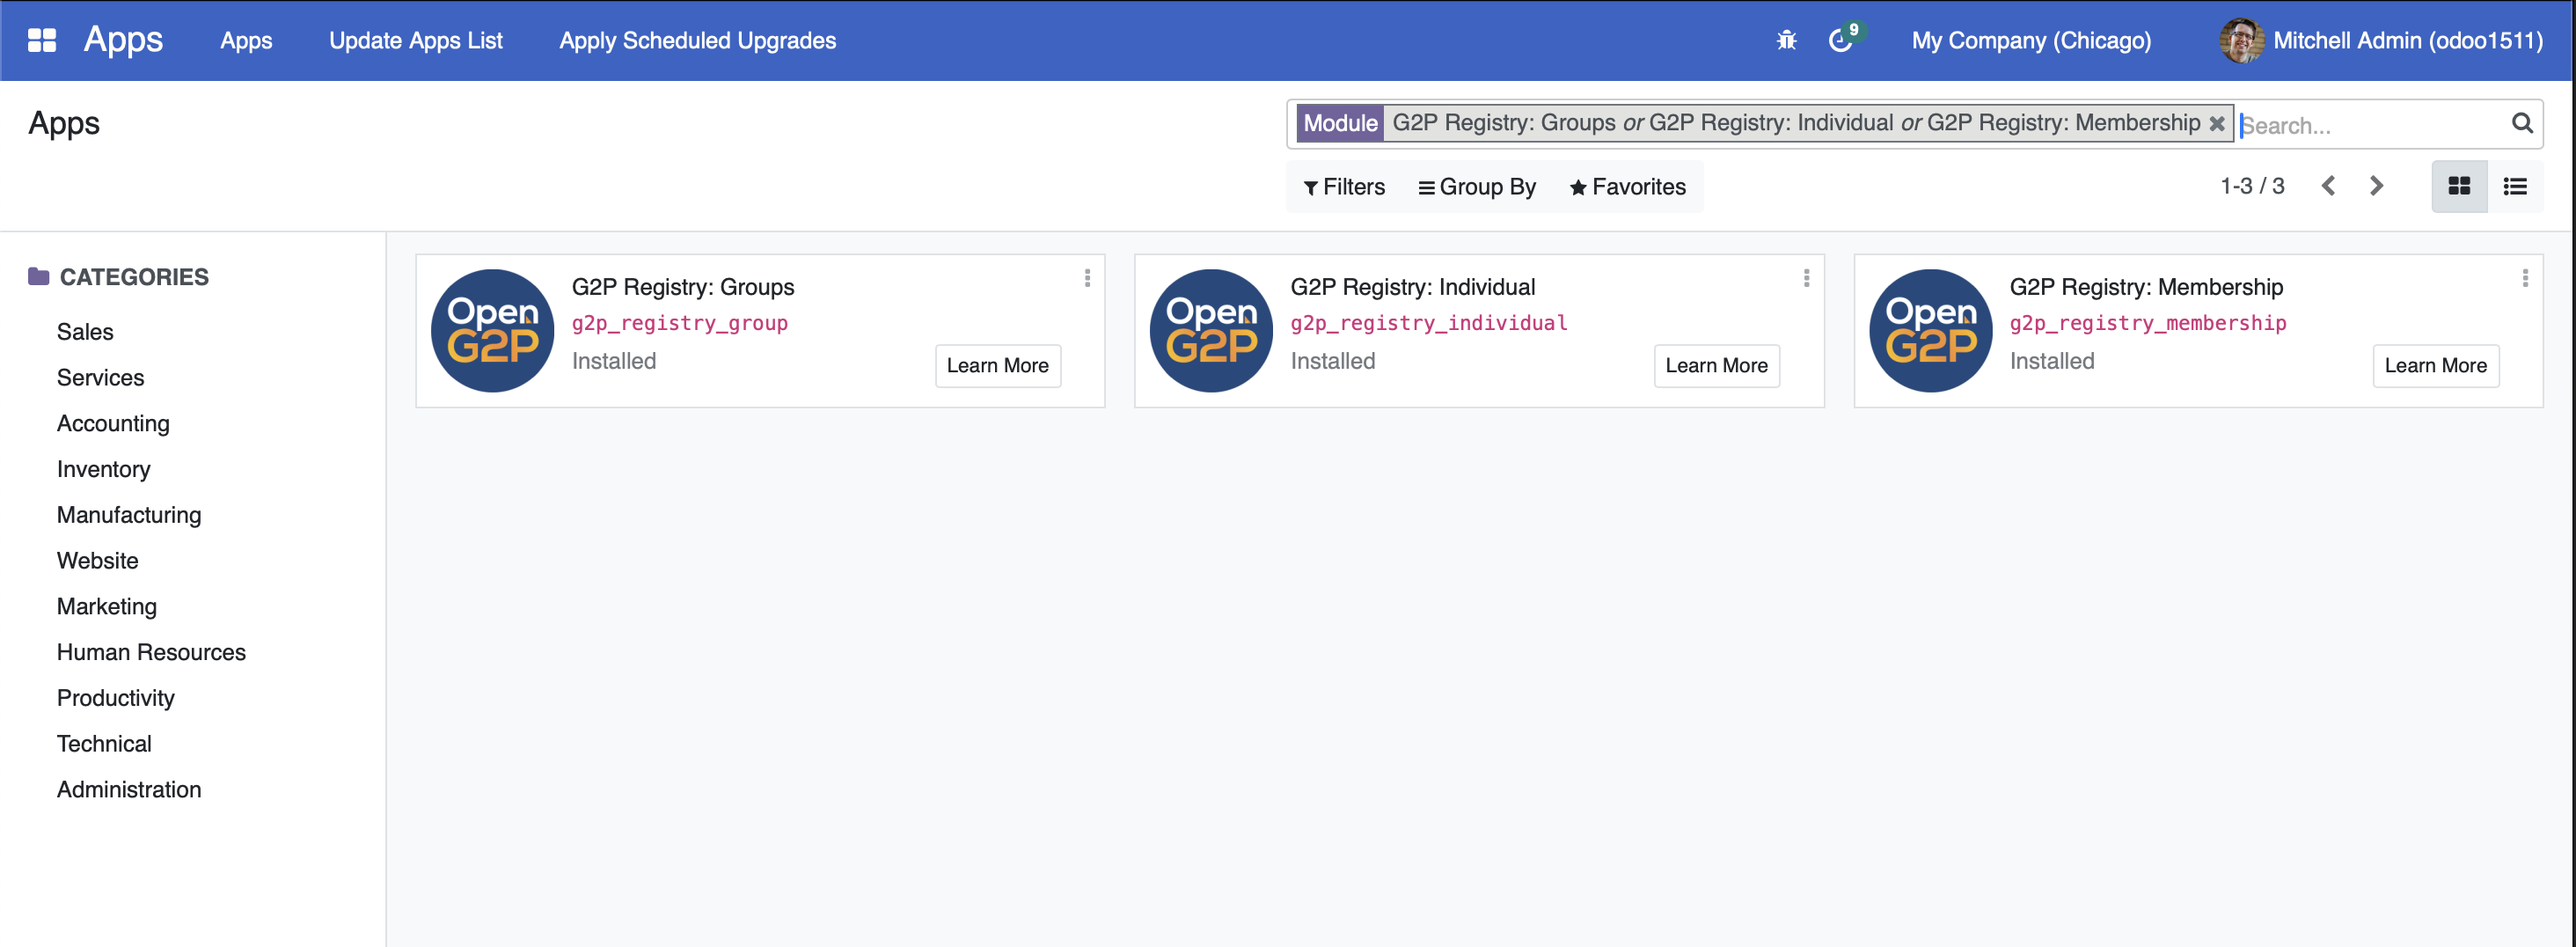 Apps Apps Update Apps List Apply Scheduled Upgrades 9 My Company (Chicago) Mitchell Admin (odoo1511)
Apps
Module G2P Registry: Groups or G2P Registry: Individual or G2P Registry: Membership Search...
Filters Group By Favorites 1-3 / 3
CATEGORIES
Sales
Services
Accounting
Inventory
Manufacturing
Website
Marketing
Human Resources
Productivity
Technical
Administration
Open
G2P
G2P Registry: Groups
g2p_registry_group
Installed
Learn More
Open
G2P
G2P Registry: Individual
g2p_registry_individual
Installed
Learn More
Open
G2P
G2P Registry: Membership
g2p_registry_membership
Installed
Learn More